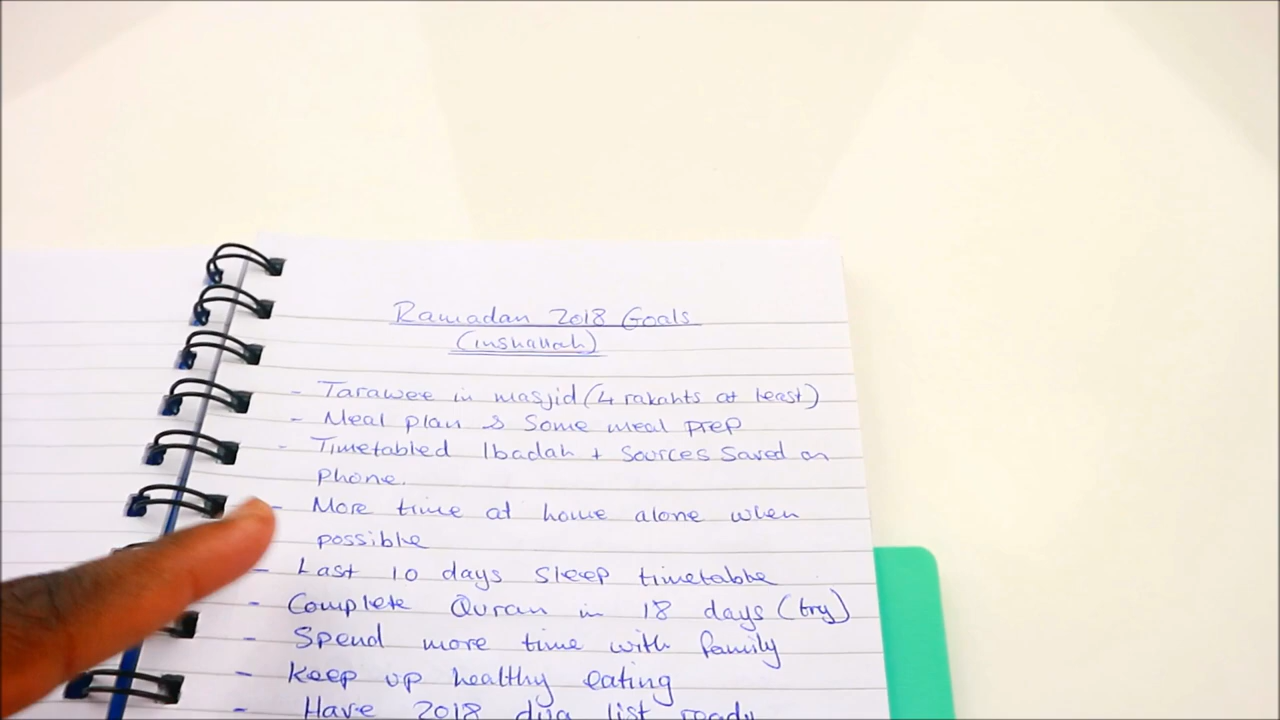 Ramadan 2018 Goals
(inshallah)
- Tarawee in masjid (4 rakahts at least)
- Meal plan & Some meal prep
- Timetabled Ibadah + Sources Saved on
Phone.
- More time at home alone when
possible
- Last 10 days Sleep timetable
- Complete Quran in 18 days (try)
- Spend more time with family
- Keep up healthy eating
- Have 2018 dua list ready